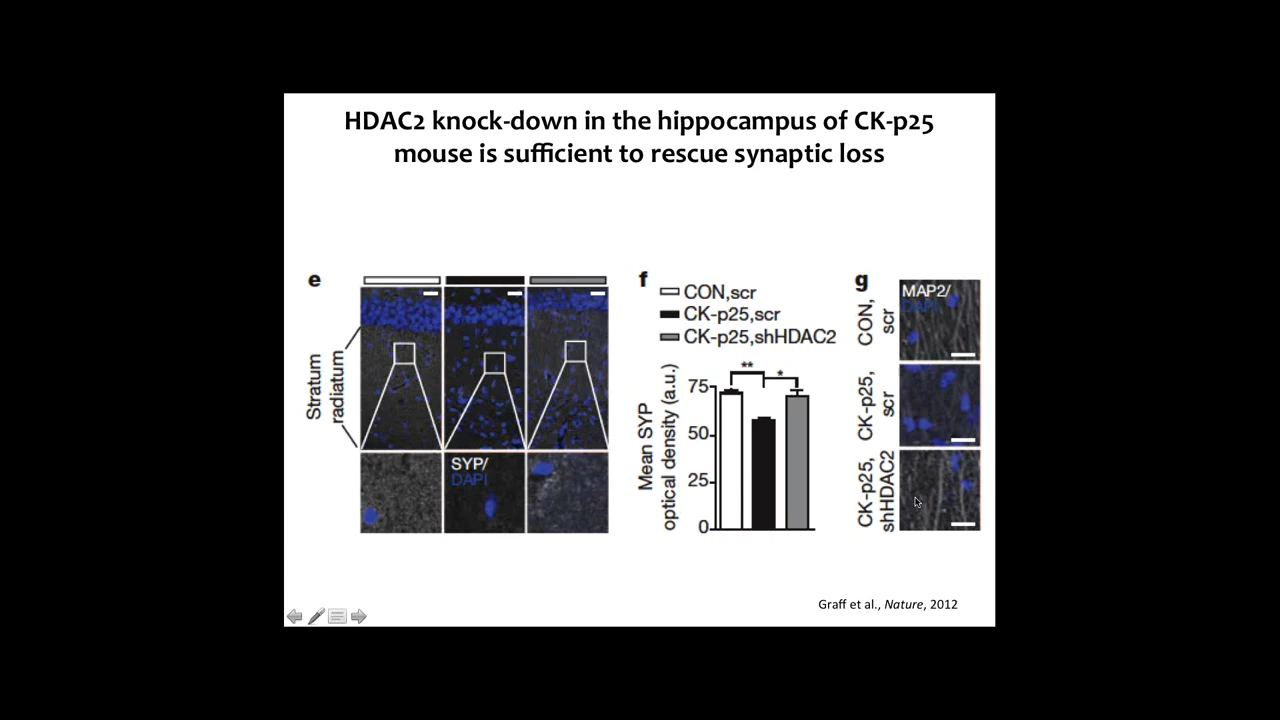 HDAC2 knock-down in the hippocampus of CK-p25
mouse is sufficient to rescue synaptic loss
e
Stratum
radiatum
SYP/
DAPI
f
CON,scr
CK-p25,scr
CK-p25,shHDAC2
Mean SYP
optical density (a.u.)
75
50
25
0
**
*
g
CON,
scr
MAP2/
DAPI
CK-p25,
scr
CK-p25,
shHDAC2
Graff et al., Nature, 2012